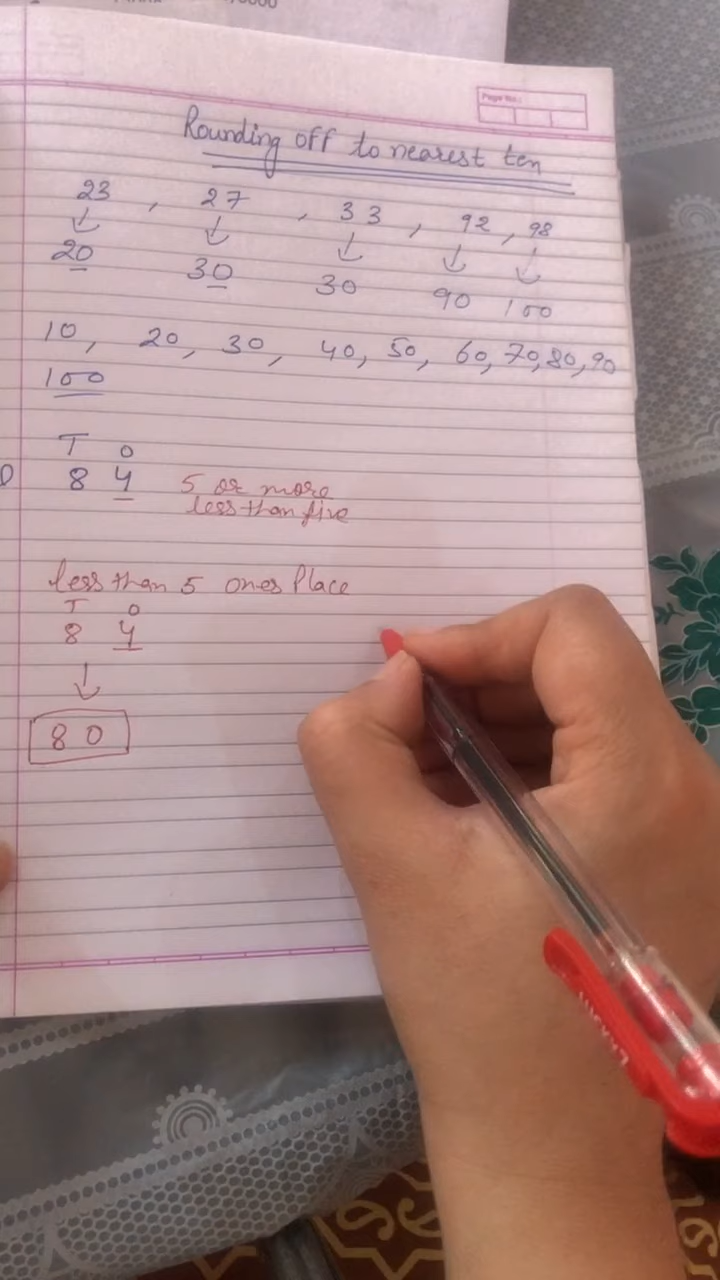 Page No.:
Rounding off to nearest ten
23 , 27 , 33 , 92 , 98
↓ ↓ ↓ ↓ ↓
20 30 30 90 100
10, 20, 30, 40, 50, 60, 70, 80, 90
100
T O
8 4 5 or more
less than five
less than 5 ones Place
T O
8 4
↓
80